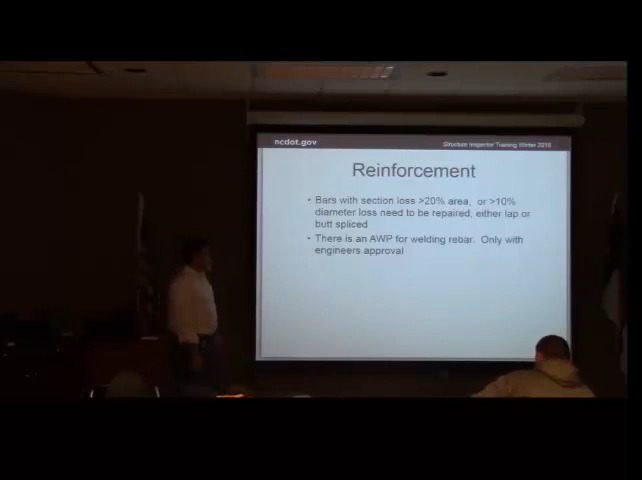 ncdot.gov
Structure Inspector Training Winter 2018
Reinforcement
• Bars with section loss >20% area, or >10%
diameter loss need to be repaired, either lap or
butt spliced
• There is an AWP for welding rebar. Only with
engineers approval